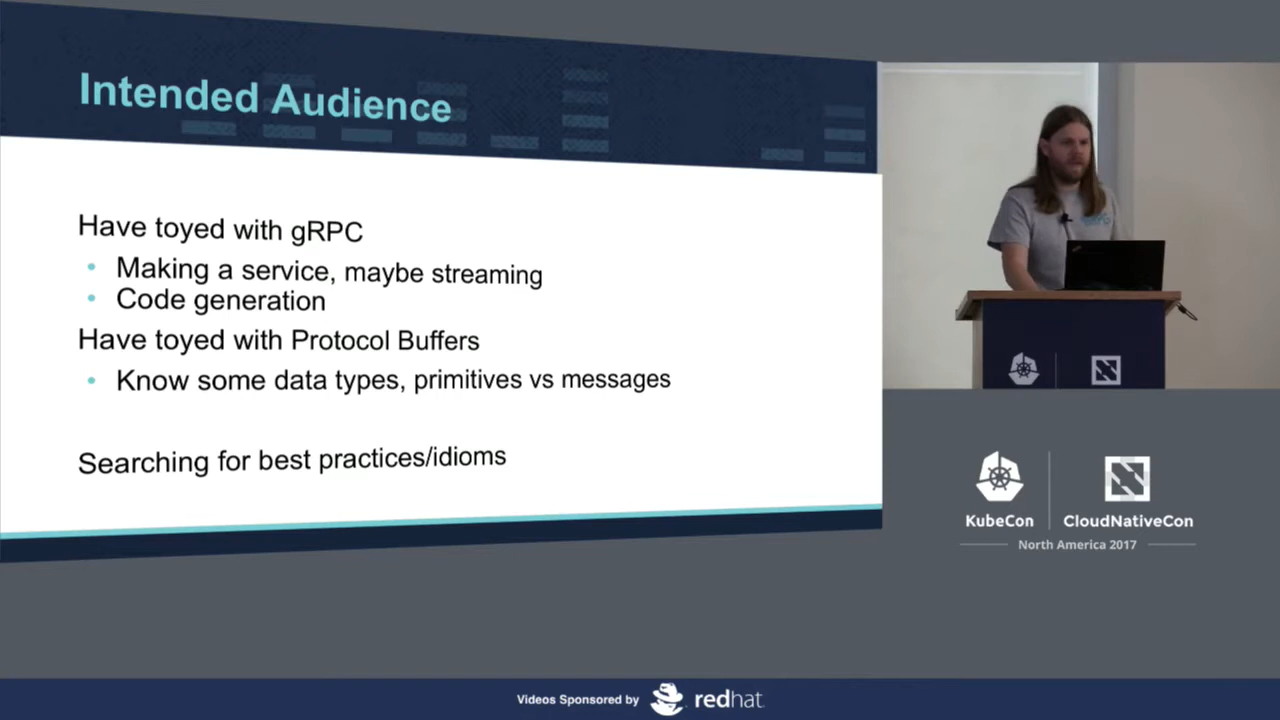 Intended Audience
Have toyed with gRPC
Making a service, maybe streaming
Code generation
Have toyed with Protocol Buffers
Know some data types, primitives vs messages
Searching for best practices/idioms
KubeCon
CloudNativeCon
North America 2017
Videos Sponsored by
redhat.